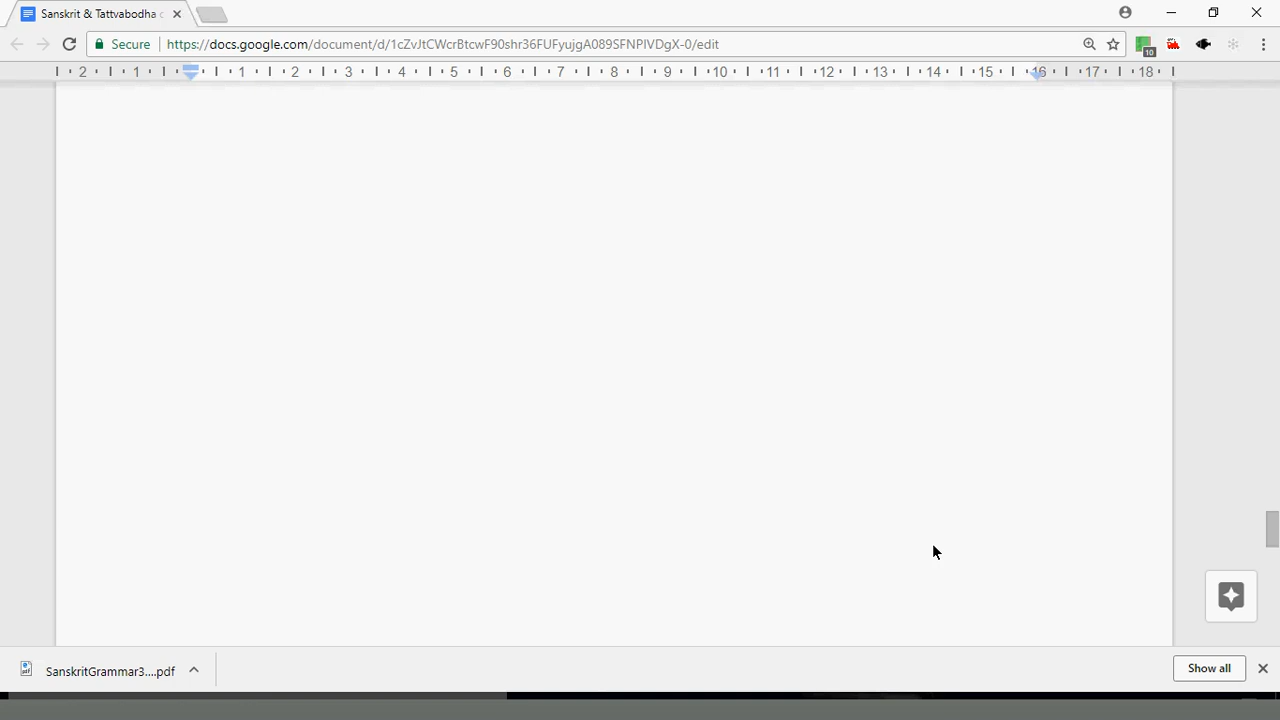 Sanskrit & Tattvabodha c
Secure https://docs.google.com/document/d/1cZvJtCWcrBtcwF90shr36FUFyujgA089SFNPIVDgX-0/edit
10
2 1 1 2 3 4 5 6 7 8 9 10 11 12 13 14 15 16 17 18
SanskritGrammar3....pdf
Show all